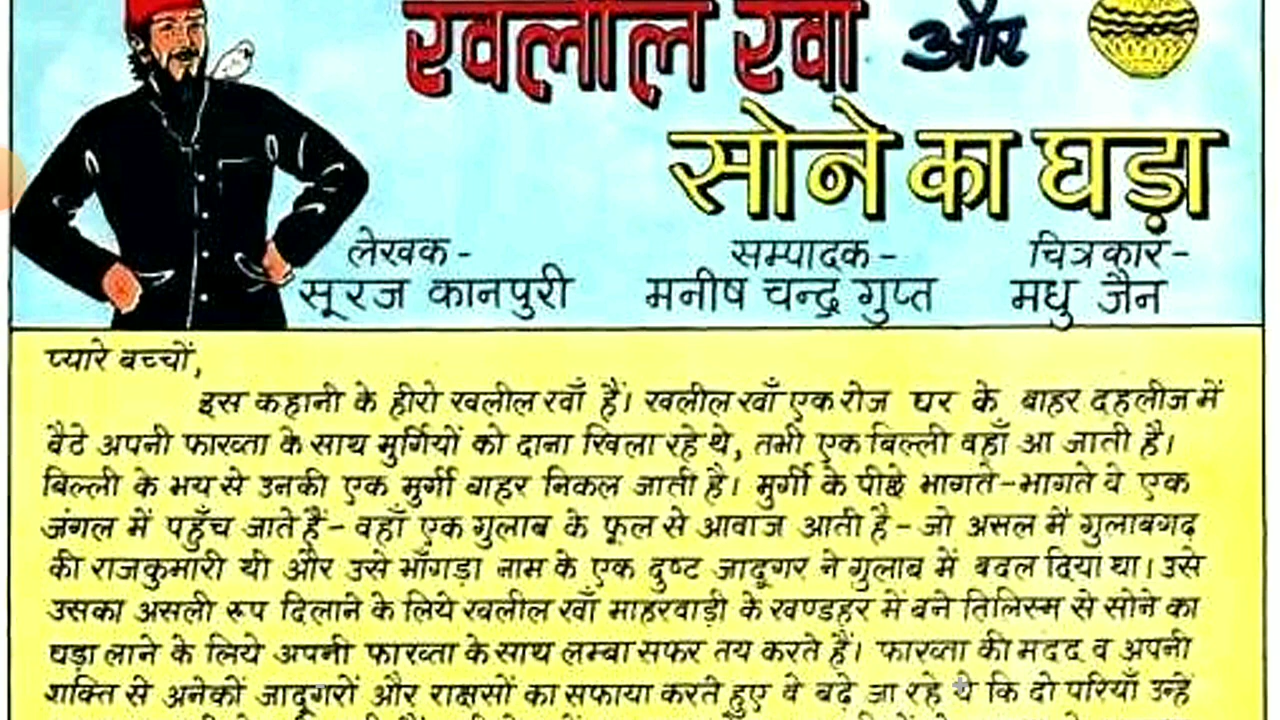 खलील खाँ और
सोने का घड़ा
लेखक- सम्पादक- चित्रकार-
सूरज कानपुरी मनीष चन्द्र गुप्त मधु जैन
प्यारे बच्चों,
इस कहानी के हीरो खलील खाँ हैं। खलील खाँ एक रोज घर के बाहर दहलीज में
बैठे अपनी फाख्ता के साथ मुर्गियों को दाना खिला रहे थे, तभी एक बिल्ली वहाँ आ जाती है।
बिल्ली के भय से उनकी एक मुर्गी बाहर निकल जाती है। मुर्गी के पीछे भागते-भागते वे एक
जंगल में पहुँच जाते हैं- वहाँ एक गुलाब के फूल से आवाज आती है- जो असल में गुलाबगढ़
की राजकुमारी थी और उसे भाँगड़ा नाम के एक दुष्ट जादूगर ने गुलाब में बदल दिया था। उसे
उसका असली रूप दिलाने के लिये खलील खाँ माहरवाड़ी के खण्डहर में बने तिलिस्म से सोने का
घड़ा लाने के लिये अपनी फाख्ता के साथ लम्बा सफर तय करते हैं। फारव्ता की मदद व अपनी
शक्ति से अनेकों जादूगरों और राक्षसों का सफाया करते हुए वे बढ़े जा रहे थे कि दो परियाँ उन्हें